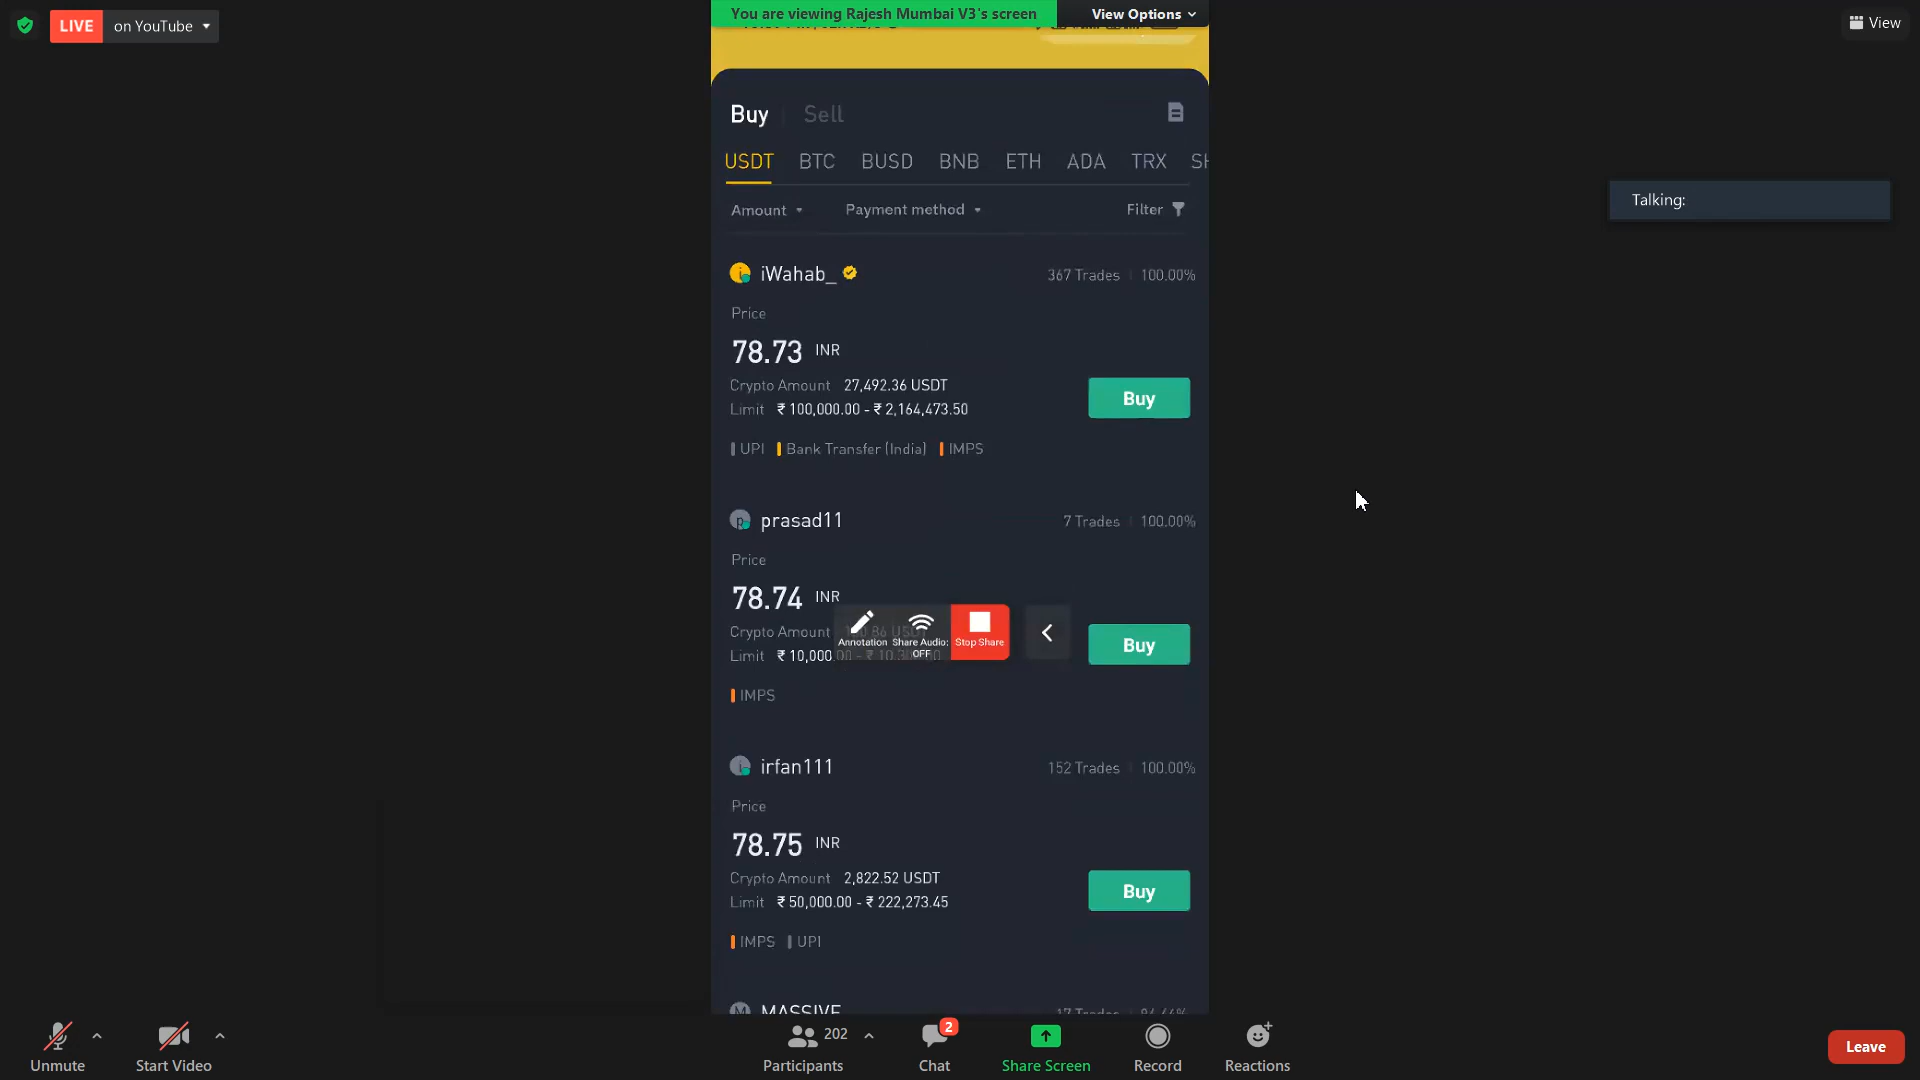 LIVE on YouTube
You are viewing Rajesh Mumbai V3's screen
View Options
View
Talking:
Buy Sell
USDT BTC BUSD BNB ETH ADA TRX SH
Amount Payment method Filter
iWahab_ 367 Trades 100.00%
Price
78.73 INR
Crypto Amount 27,492.36 USDT
Limit ₹ 100,000.00 - ₹ 2,164,473.50
Buy
UPI Bank Transfer (India) IMPS
prasad11 7 Trades 100.00%
Price
78.74 INR
Crypto Amount
Limit ₹ 10,000
Buy
Annotation Share Audio: OFF Stop Share
IMPS
irfan111 152 Trades 100.00%
Price
78.75 INR
Crypto Amount 2,822.52 USDT
Limit ₹ 50,000.00 - ₹ 222,273.45
Buy
IMPS UPI
MASSIVE
Unmute
Start Video
202
Participants
2
Chat
Share Screen
Record
Reactions
Leave